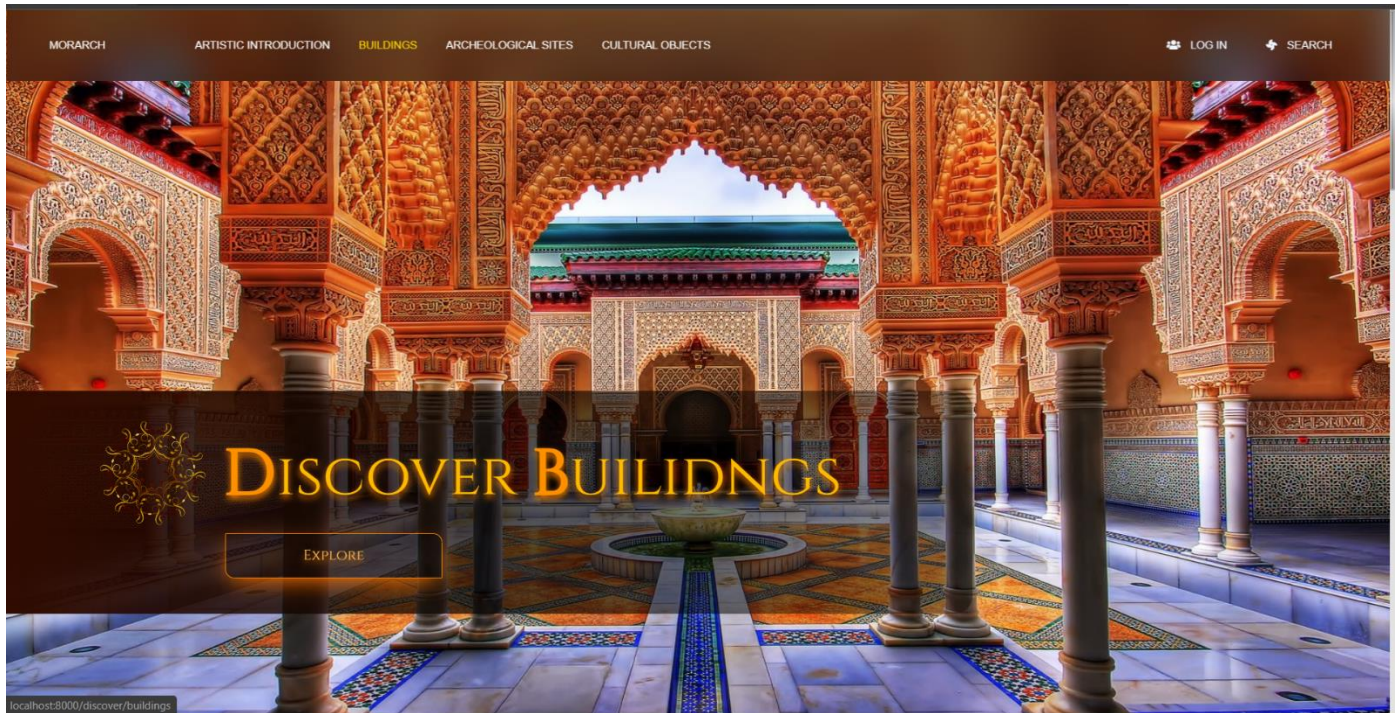 MORARCH ARTISTIC INTRODUCTION BUILDINGS ARCHEOLOGICAL SITES CULTURAL OBJECTS LOG IN SEARCH
DISCOVER BUILIDNGS
EXPLORE
localhost:8000/discover/buildings